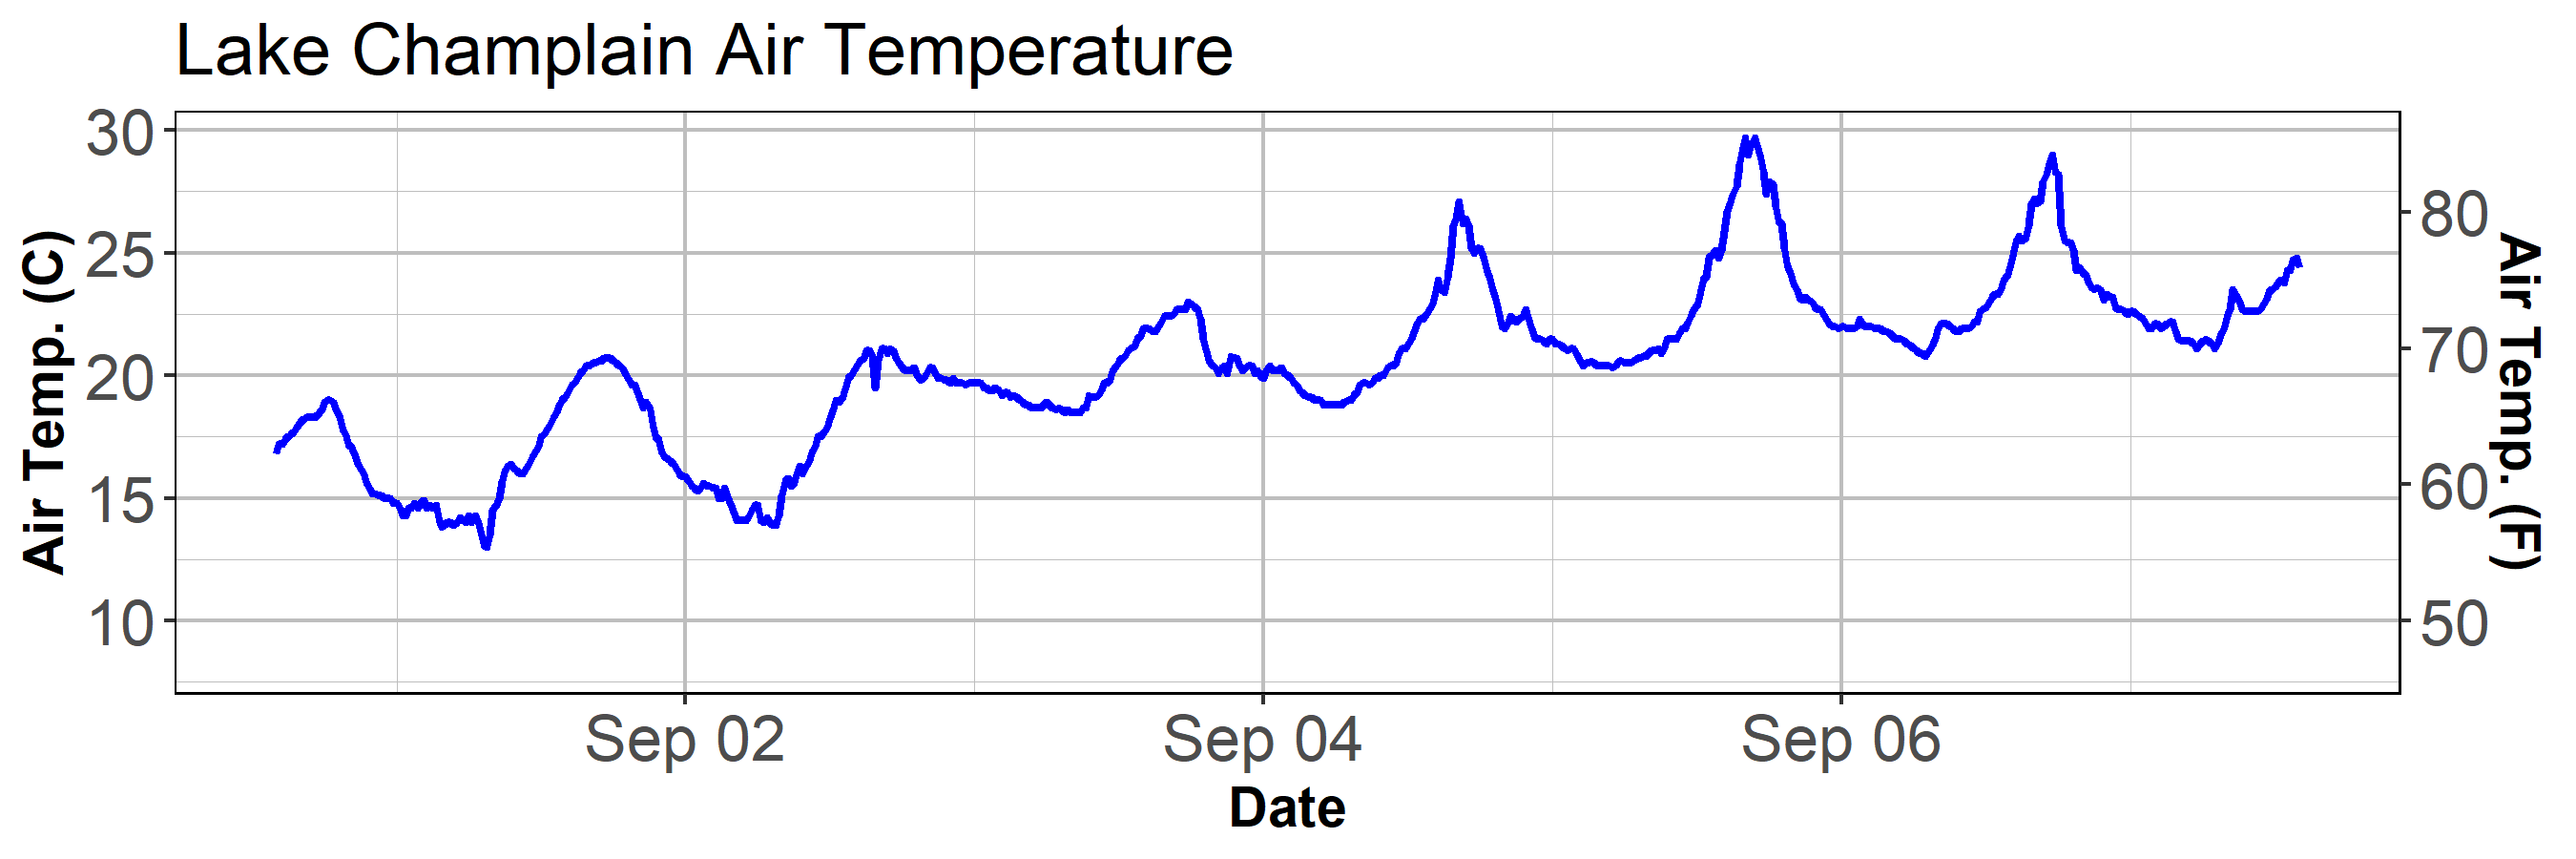 Lake Champlain Air Temperature
30
25
20
15
10
Air Temp. (C)
80
70
60
50
Air Temp. (F)
Sep 02 Sep 04 Sep 06
Date